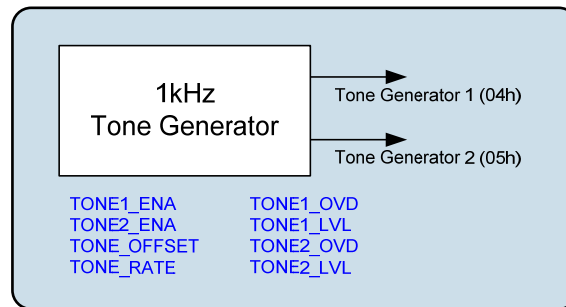 1kHz
Tone Generator
Tone Generator 1 (04h)
Tone Generator 2 (05h)
TONE1_ENA
TONE2_ENA
TONE_OFFSET
TONE_RATE
TONE1_OVD
TONE1_LVL
TONE2_OVD
TONE2_LVL